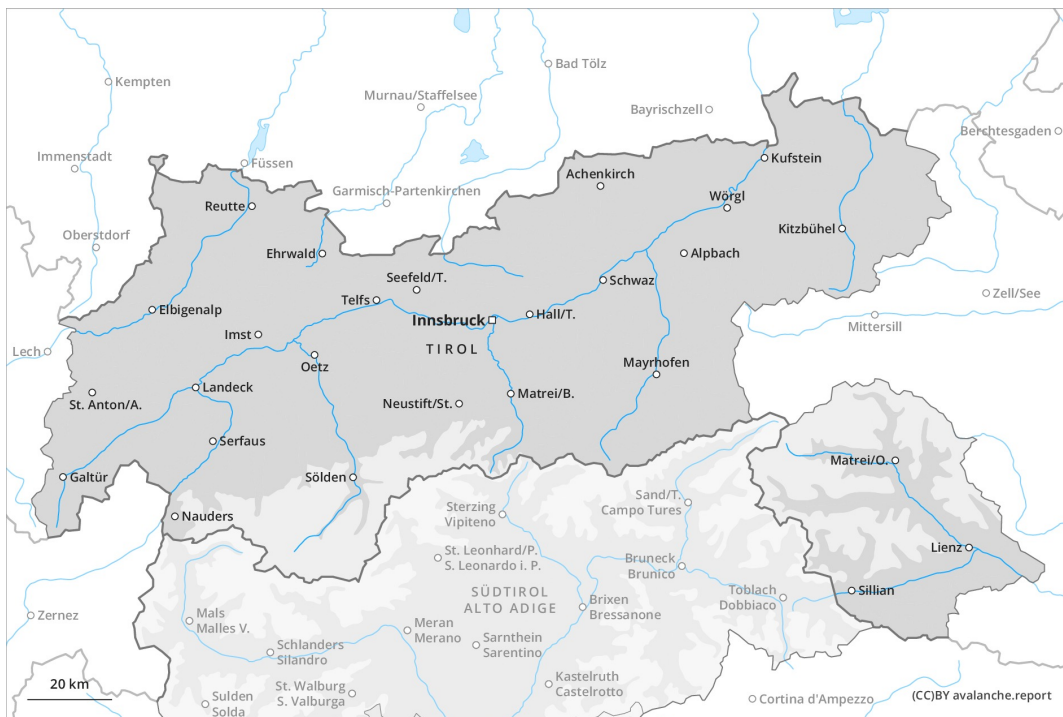 Kempten
Bad Tölz
Murnau/Staffelsee
Bayrischzell
Berchtesgaden
Immenstadt
Füssen
Kufstein
Achenkirch
Garmisch-Partenkirchen
Reutte
Wörgl
Oberstdorf
Kitzbühel
Ehrwald
Alpbach
Seefeld/T.
Schwaz
Zell/See
Telfs
Elbigenalp
Innsbruck
Hall/T.
Mittersill
Imst
TIROL
Lech
Oetz
Mayrhofen
Landeck
St. Anton/A.
Neustift/St.
Matrei/B.
Serfaus
Matrei/O.
Galtür
Sölden
Sterzing
Vipiteno
Sand/T.
Campo Tures
Nauders
Lienz
St. Leonhard/P.
S. Leonardo i. P.
Bruneck
Brunico
SÜDTIROL
ALTO ADIGE
Toblach
Dobbiaco
Sillian
Brixen
Bressanone
Zernez
Mals
Malles V.
Meran
Merano
Sarnthein
Sarentino
Schlanders
Silandro
Kastelruth
Castelrotto
20 km
St. Walburg
S. Valburga
Sulden
Solda
Cortina d'Ampezzo
(CC)BY avalanche.report